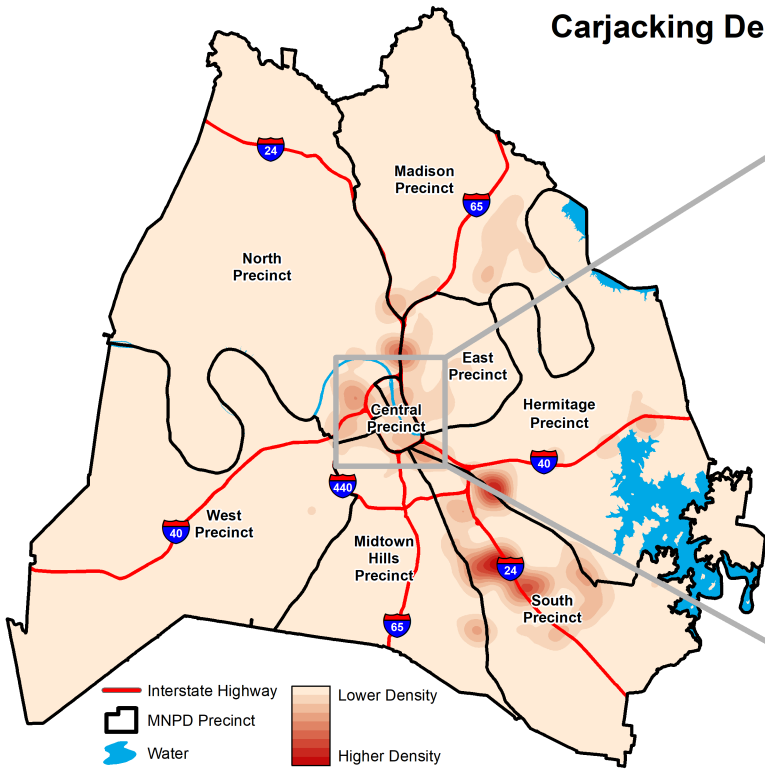 Carjacking De
24
Madison
Precinct
65
North
Precinct
East
Precinct
Hermitage
Precinct
Central
Precinct
40
440
West
Precinct
40
Midtown
Hills
Precinct
24
South
Precinct
65
Interstate Highway
MNPD Precinct
Water
Lower Density
Higher Density